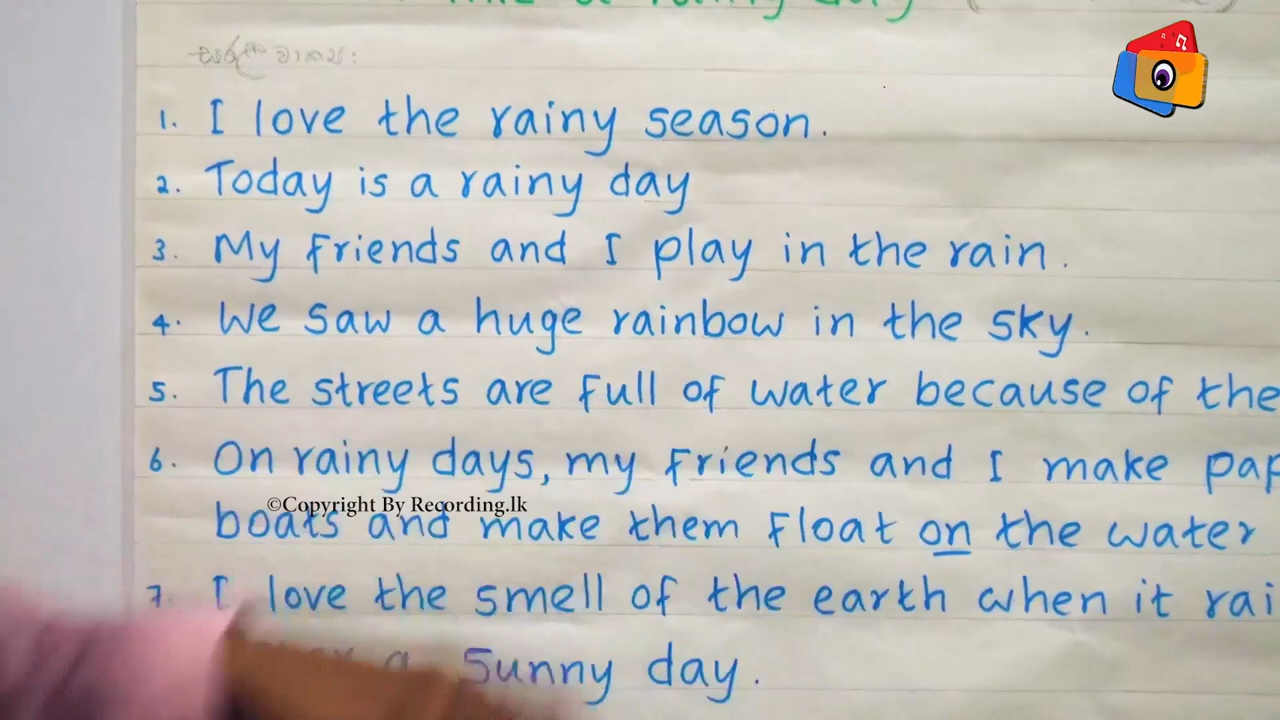 a rainy day (
සරල වාක්‍ය:
1. I love the rainy season.
2. Today is a rainy day
3. My friends and I play in the rain.
4. We saw a huge rainbow in the sky.
5. The streets are full of water because of the
6. On rainy days, my friends and I make pap
©Copyright By Recording.lk
boats and make them float on the water
7. I love the smell of the earth when it rai
a sunny day.